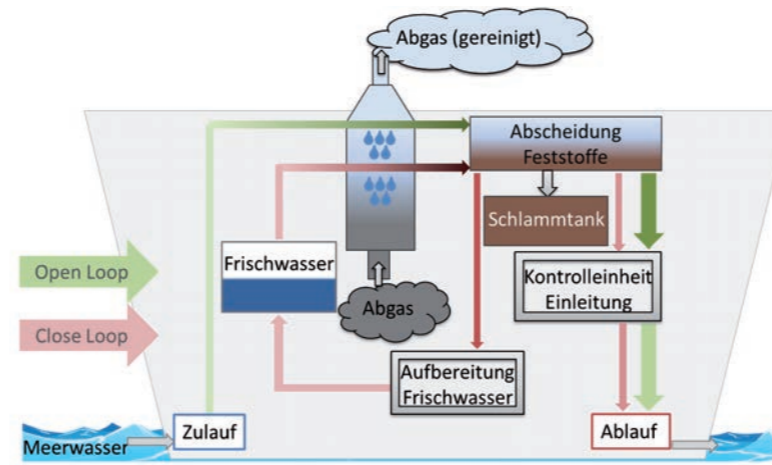 Abgas (gereinigt)
Abscheidung
Feststoffe
Schlammtank
Open Loop
Frischwasser
Kontrolleinheit
Einleitung
Abgas
Close Loop
Aufbereitung
Frischwasser
Meerwasser
Zulauf
Ablauf